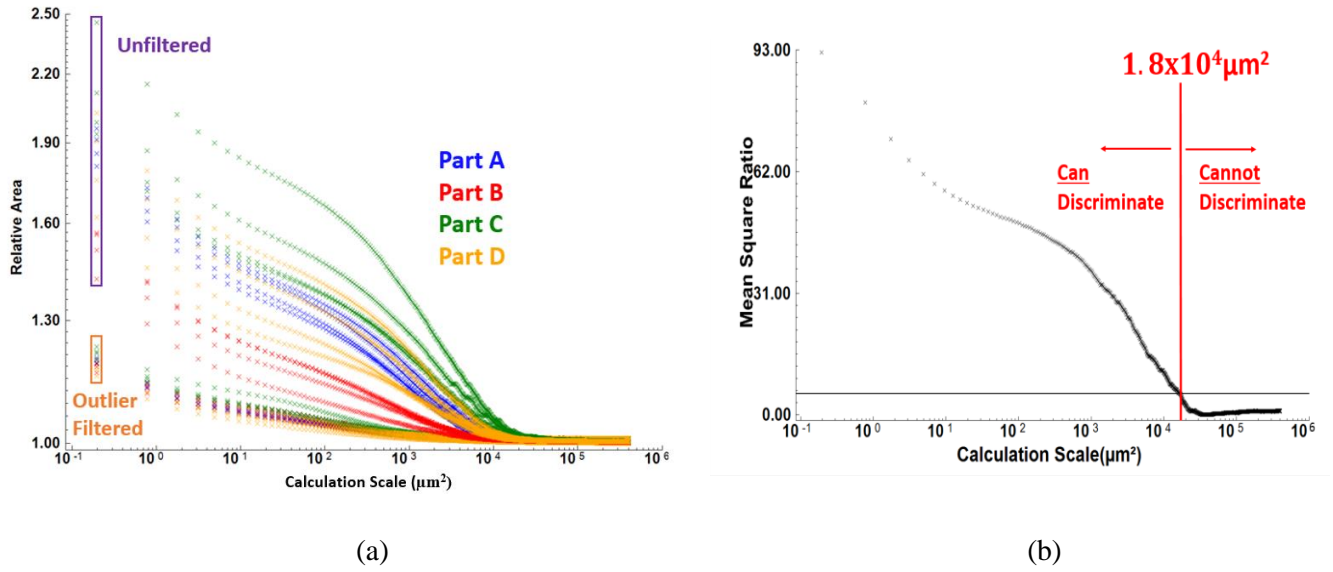 2.50
2.20
1.90
1.60
1.30
1.00
Relative Area
Unfiltered
Outlier
Filtered
Part A
Part B
Part C
Part D
10⁻¹ 10⁰ 10¹ 10² 10³ 10⁴ 10⁵ 10⁶
Calculation Scale (μm²)
(a)
93.00
62.00
31.00
0.00
Mean Square Ratio
1.8x10⁴μm²
Can
Discriminate
Cannot
Discriminate
10⁻¹ 10⁰ 10¹ 10² 10³ 10⁴ 10⁵ 10⁶
Calculation Scale(μm²)
(b)